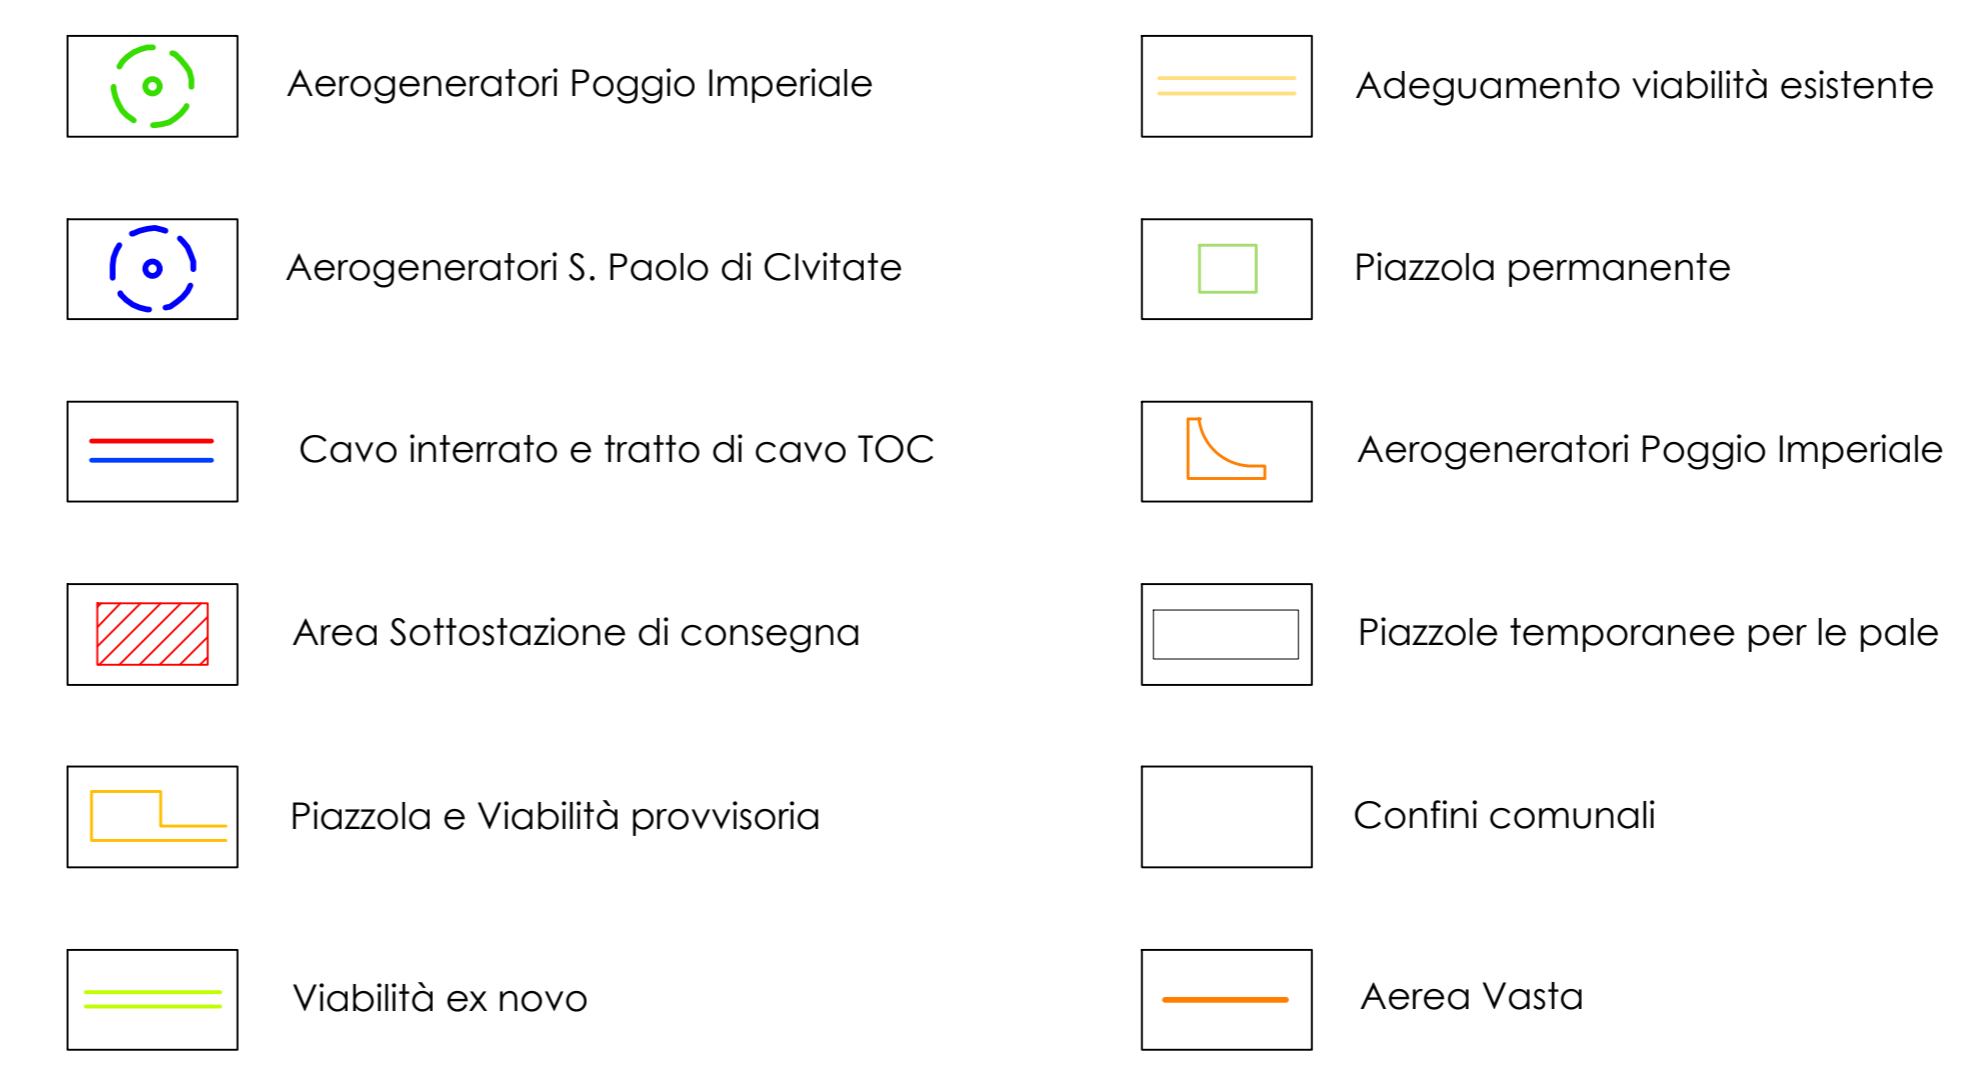 Aerogeneratori Poggio Imperiale
Aerogeneratori S. Paolo di CIvitate
Cavo interrato e tratto di cavo TOC
Area Sottostazione di consegna
Piazzola e Viabilità provvisoria
Viabilità ex novo
Adeguamento viabilità esistente
Piazzola permanente
Aerogeneratori Poggio Imperiale
Piazzole temporanee per le pale
Confini comunali
Aerea Vasta